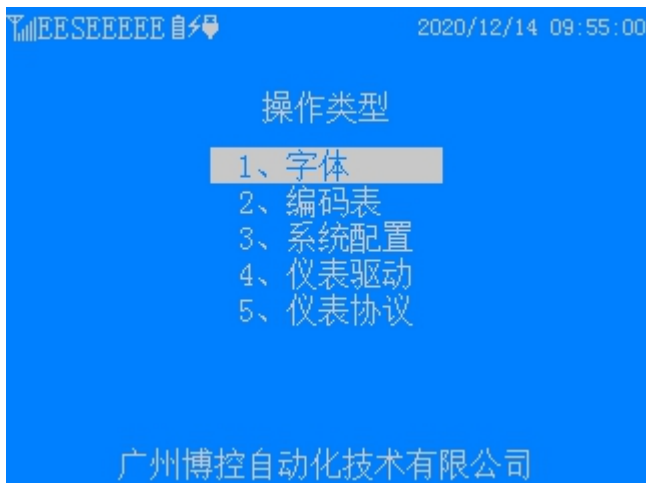 EESEEEEE 2020/12/14 09:55:00
操作类型
1、字体
2、编码表
3、系统配置
4、仪表驱动
5、仪表协议
广州博控自动化技术有限公司